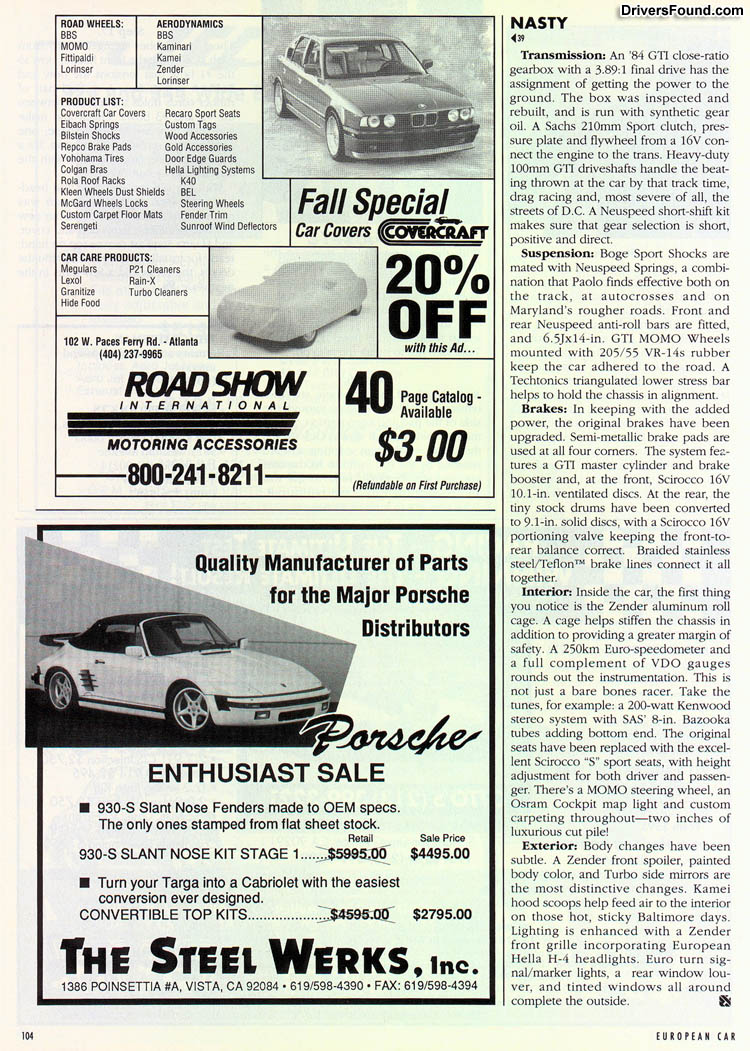 DriversFound.com
ROAD WHEELS:
BBS
MOMO
Fittipaldi
Lorinser
AERODYNAMICS
BBS
Kaminari
Kamei
Zender
Lorinser
PRODUCT LIST:
Covercraft Car Covers
Eibach Springs
Bilstein Shocks
Repco Brake Pads
Yohohama Tires
Colgan Bras
Rola Roof Racks
Kleen Wheels Dust Shields
McGard Wheels Locks
Custom Carpet Floor Mats
Serengeti
Recaro Sport Seats
Custom Tags
Wood Accessories
Gold Accessories
Door Edge Guards
Hella Lighting Systems
K40
BEL
Steering Wheels
Fender Trim
Sunroof Wind Deflectors
Fall Special
Car Covers COVERCRAFT
CAR CARE PRODUCTS:
Megulars
Lexol
Granitize
Hide Food
P21 Cleaners
Rain-X
Turbo Cleaners
20%
OFF
with this Ad...
102 W. Paces Ferry Rd. - Atlanta
(404) 237-9965
ROAD SHOW
INTERNATIONAL
MOTORING ACCESSORIES
800-241-8211
40 Page Catalog -
Available
$3.00
(Refundable on First Purchase)
Quality Manufacturer of Parts
for the Major Porsche
Distributors
Porsche
ENTHUSIAST SALE
■ 930-S Slant Nose Fenders made to OEM specs.
The only ones stamped from flat sheet stock.
Retail Sale Price
930-S SLANT NOSE KIT STAGE 1......$5995.00 $4495.00
■ Turn your Targa into a Cabriolet with the easiest
conversion ever designed.
CONVERTIBLE TOP KITS.....................$4595.00 $2795.00
THE STEEL WERKS, Inc.
1386 POINSETTIA #A, VISTA, CA 92084 • 619/598-4390 • FAX: 619/598-4394
NASTY
◀39
Transmission: An '84 GTI close-ratio
gearbox with a 3.89:1 final drive has the
assignment of getting the power to the
ground. The box was inspected and
rebuilt, and is run with synthetic gear
oil. A Sachs 210mm Sport clutch, pres-
sure plate and flywheel from a 16V con-
nect the engine to the trans. Heavy-duty
100mm GTI driveshafts handle the beat-
ing thrown at the car by that track time,
drag racing and, most severe of all, the
streets of D.C. A Neuspeed short-shift kit
makes sure that gear selection is short,
positive and direct.
Suspension: Boge Sport Shocks are
mated with Neuspeed Springs, a combi-
nation that Paolo finds effective both on
the track, at autocrosses and on
Maryland's rougher roads. Front and
rear Neuspeed anti-roll bars are fitted,
and 6.5Jx14-in. GTI MOMO Wheels
mounted with 205/55 VR-14s rubber
keep the car adhered to the road. A
Techtonics triangulated lower stress bar
helps to hold the chassis in alignment.
Brakes: In keeping with the added
power, the original brakes have been
upgraded. Semi-metallic brake pads are
used at all four corners. The system fea-
tures a GTI master cylinder and brake
booster and, at the front, Scirocco 16V
10.1-in. ventilated discs. At the rear, the
tiny stock drums have been converted
to 9.1-in. solid discs, with a Scirocco 16V
portioning valve keeping the front-to-
rear balance correct. Braided stainless
steel/Teflon™ brake lines connect it all
together.
Interior: Inside the car, the first thing
you notice is the Zender aluminum roll
cage. A cage helps stiffen the chassis in
addition to providing a greater margin of
safety. A 250km Euro-speedometer and
a full complement of VDO gauges
rounds out the instrumentation. This is
not just a bare bones racer. Take the
tunes, for example: a 200-watt Kenwood
stereo system with SAS' 8-in. Bazooka
tubes adding bottom end. The original
seats have been replaced with the excel-
lent Scirocco "S" sport seats, with height
adjustment for both driver and passen-
ger. There's a MOMO steering wheel, an
Osram Cockpit map light and custom
carpeting throughout—two inches of
luxurious cut pile!
Exterior: Body changes have been
subtle. A Zender front spoiler, painted
body color, and Turbo side mirrors are
the most distinctive changes. Kamei
hood scoops help feed air to the interior
on those hot, sticky Baltimore days.
Lighting is enhanced with a Zender
front grille incorporating European
Hella H-4 headlights. Euro turn sig-
nal/marker lights, a rear window lou-
ver, and tinted windows all around
complete the outside.
104
EUROPEAN CAR